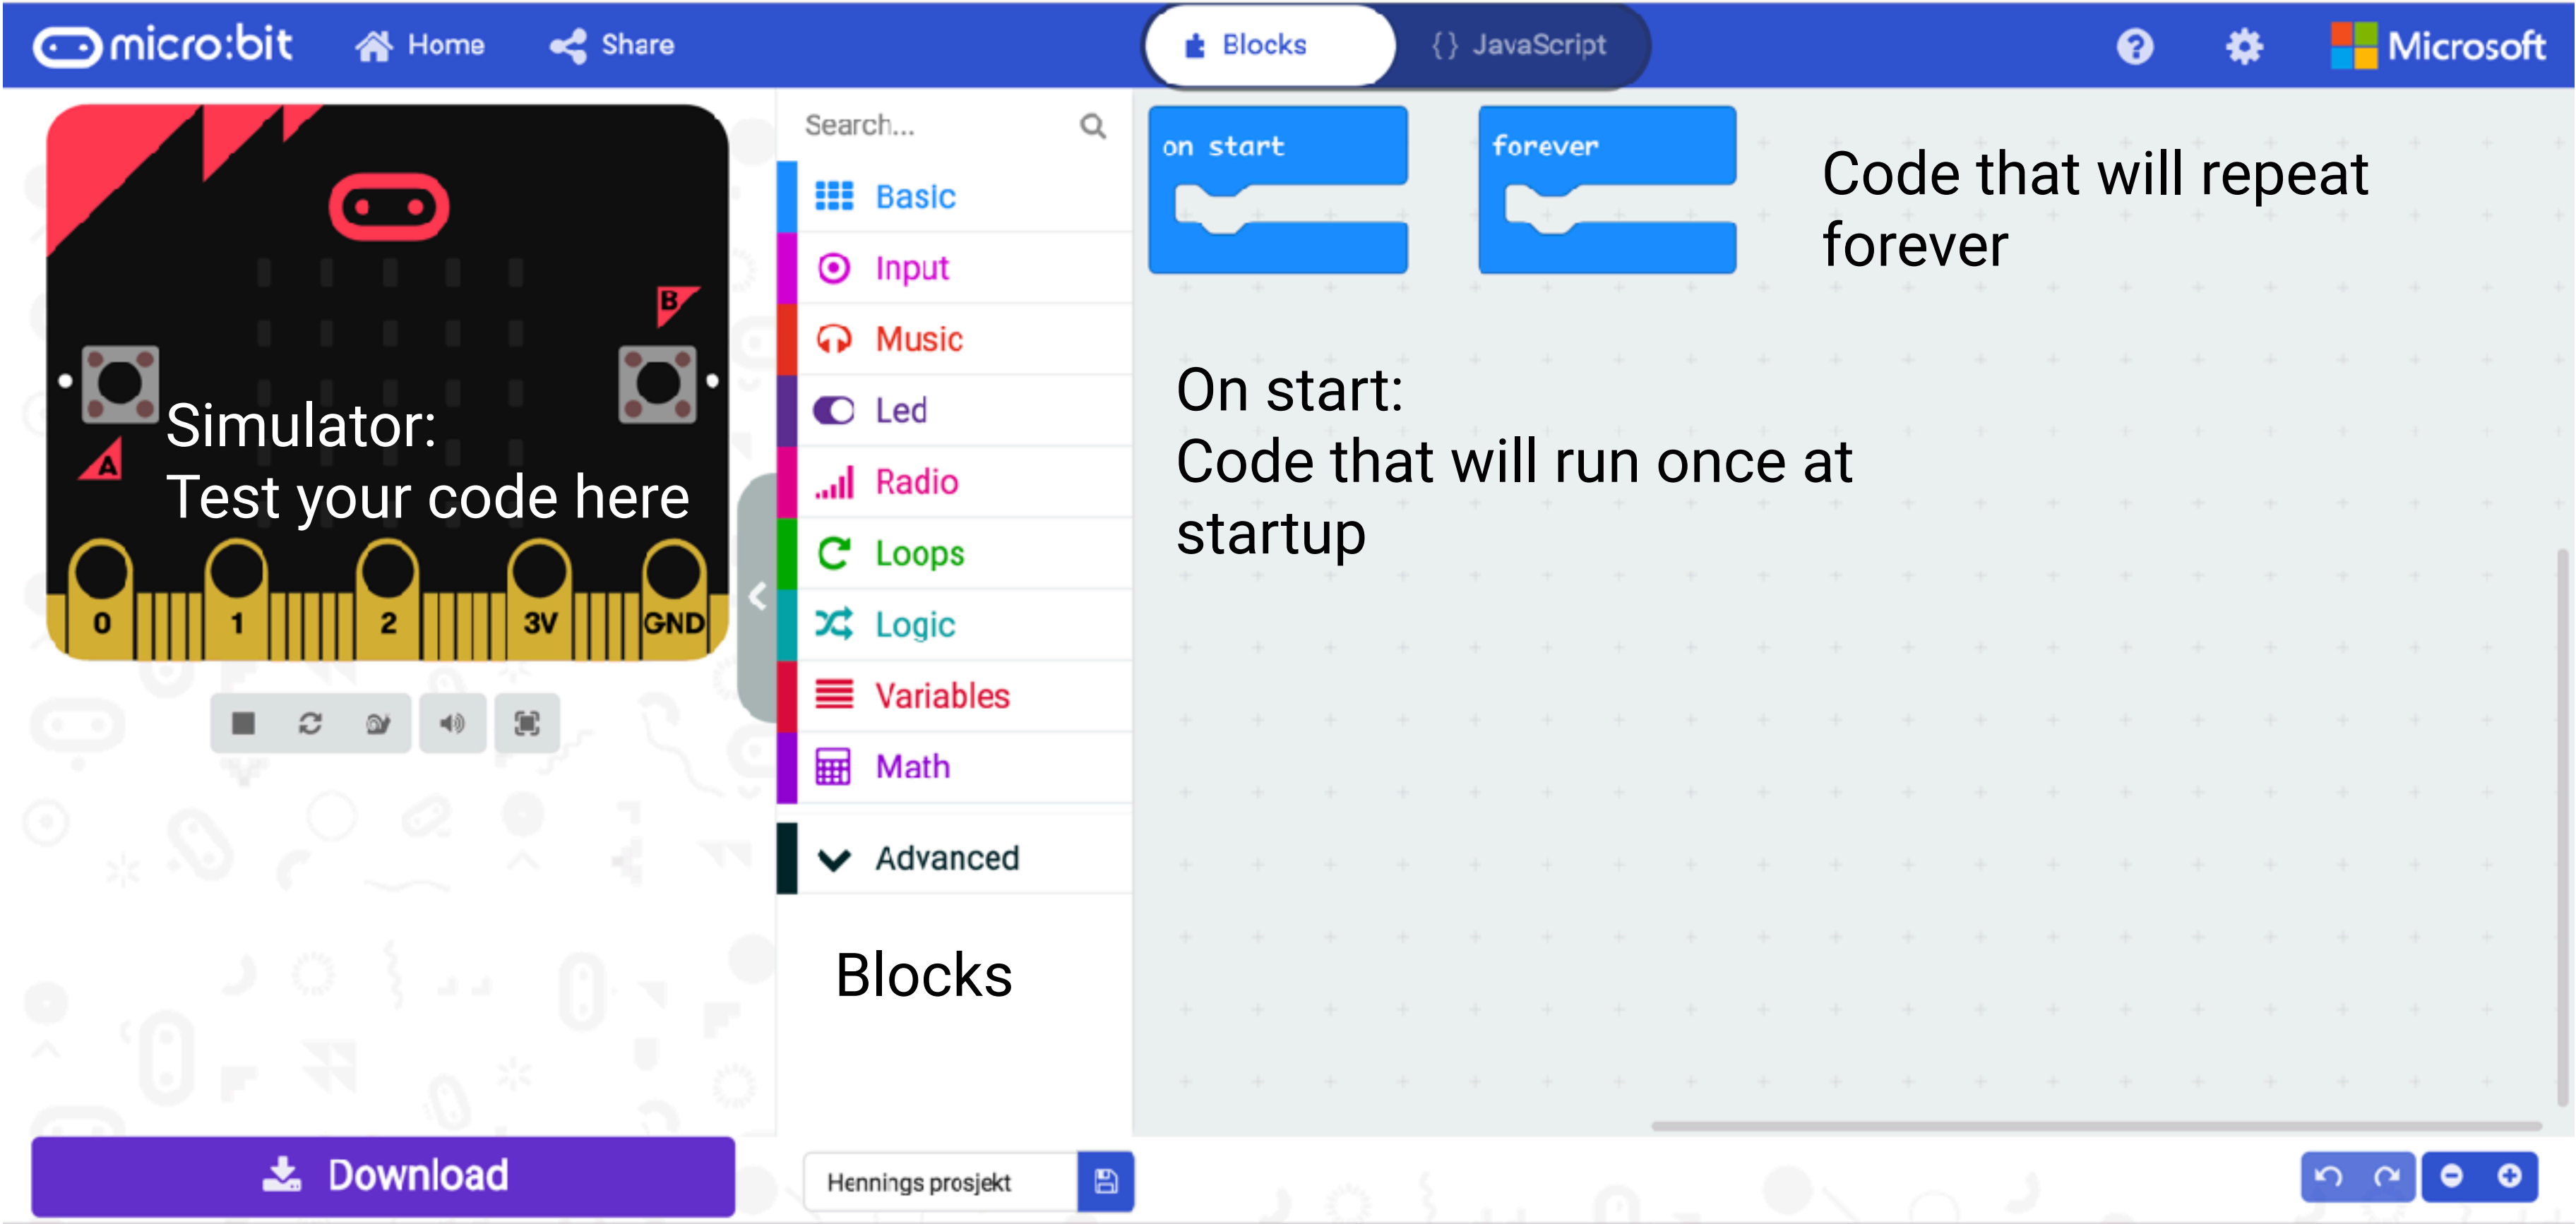 micro:bit
Home
Share
Blocks
{} JavaScript
?
Microsoft
B
A
Simulator:
Test your code here
0
1
2
3V
GND
Download
Search...
Basic
Input
Music
Led
Radio
Loops
Logic
Variables
Math
Advanced
Blocks
Hennings prosjekt
on start
forever
Code that will repeat
forever
On start:
Code that will run once at
startup